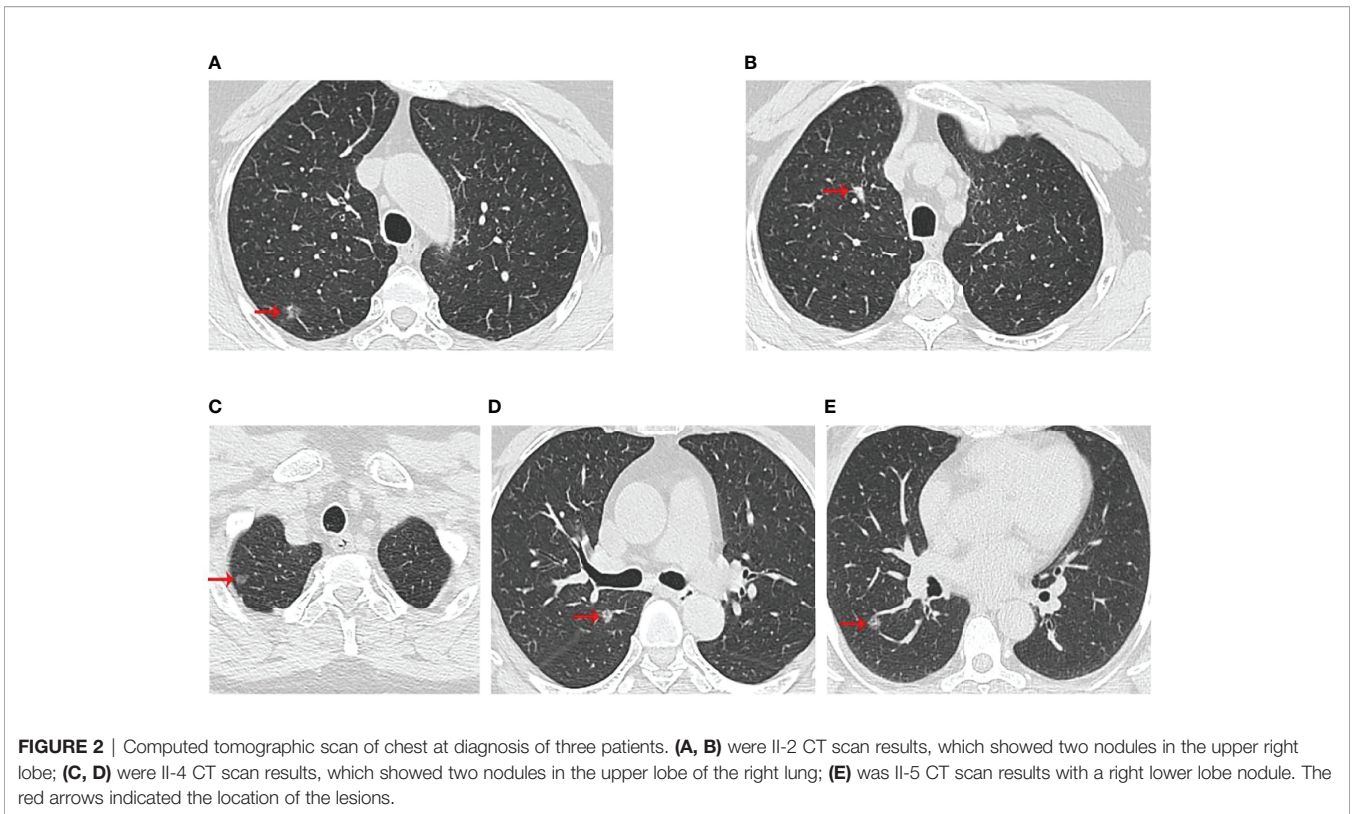 A
B
C
D
E
FIGURE 2 | Computed tomographic scan of chest at diagnosis of three patients. (A, B) were II-2 CT scan results, which showed two nodules in the upper right
lobe; (C, D) were II-4 CT scan results, which showed two nodules in the upper lobe of the right lung; (E) was II-5 CT scan results with a right lower lobe nodule. The
red arrows indicated the location of the lesions.